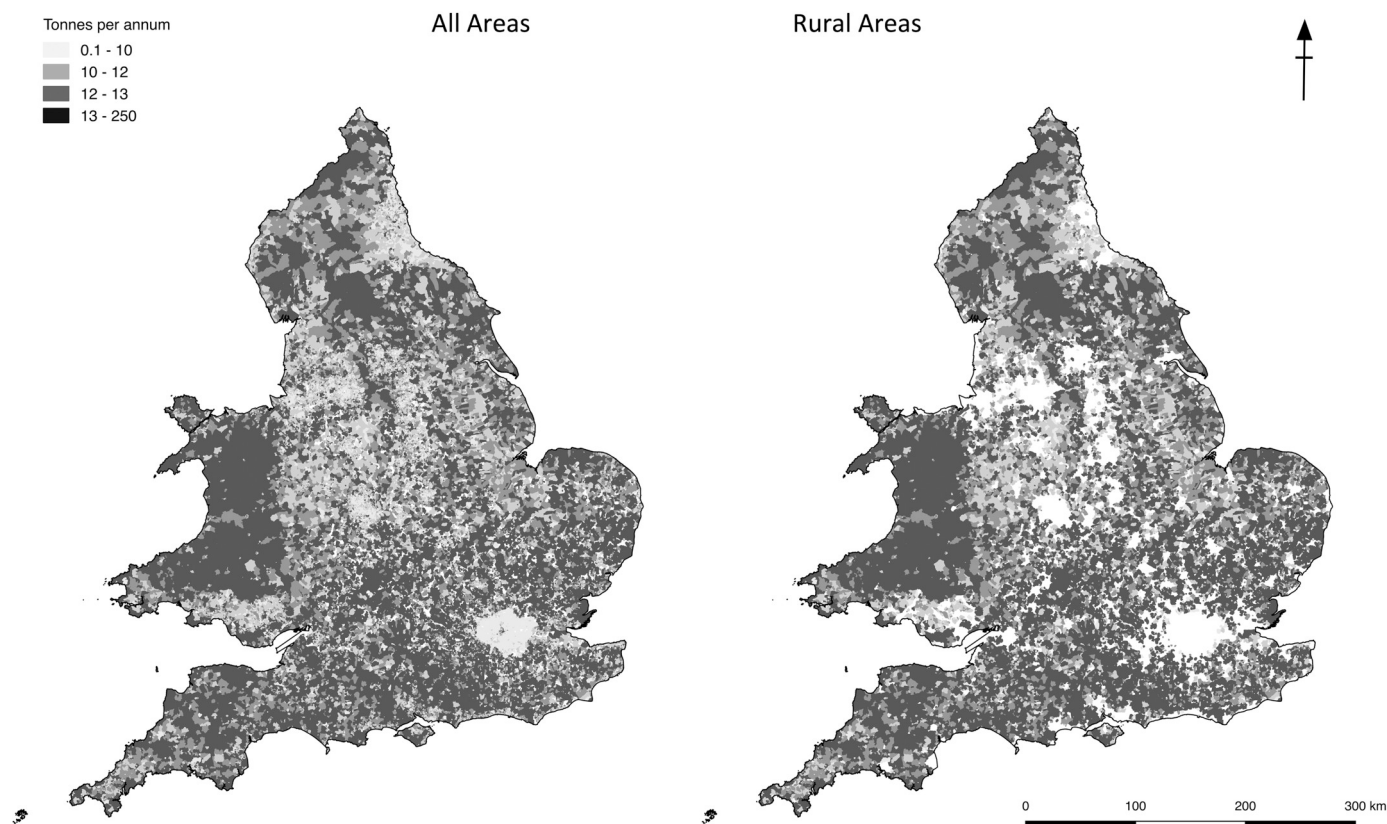 Tonnes per annum
0.1 - 10
10 - 12
12 - 13
13 - 250
All Areas
Rural Areas
0 100 200 300 km